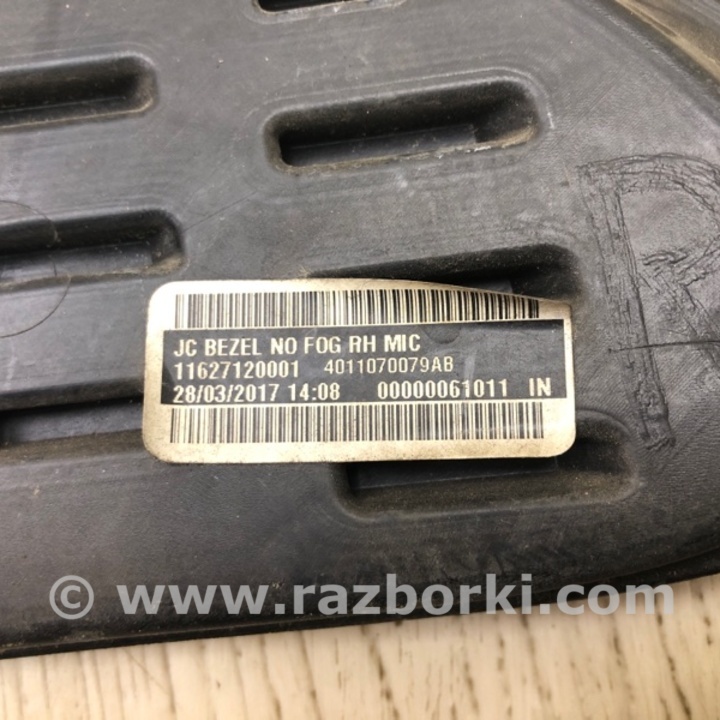 JC BEZEL NO FOG RH MIC
11627120001 4011070079AB
28/03/2017 14:08 00000061011 IN
© www.razborki.com